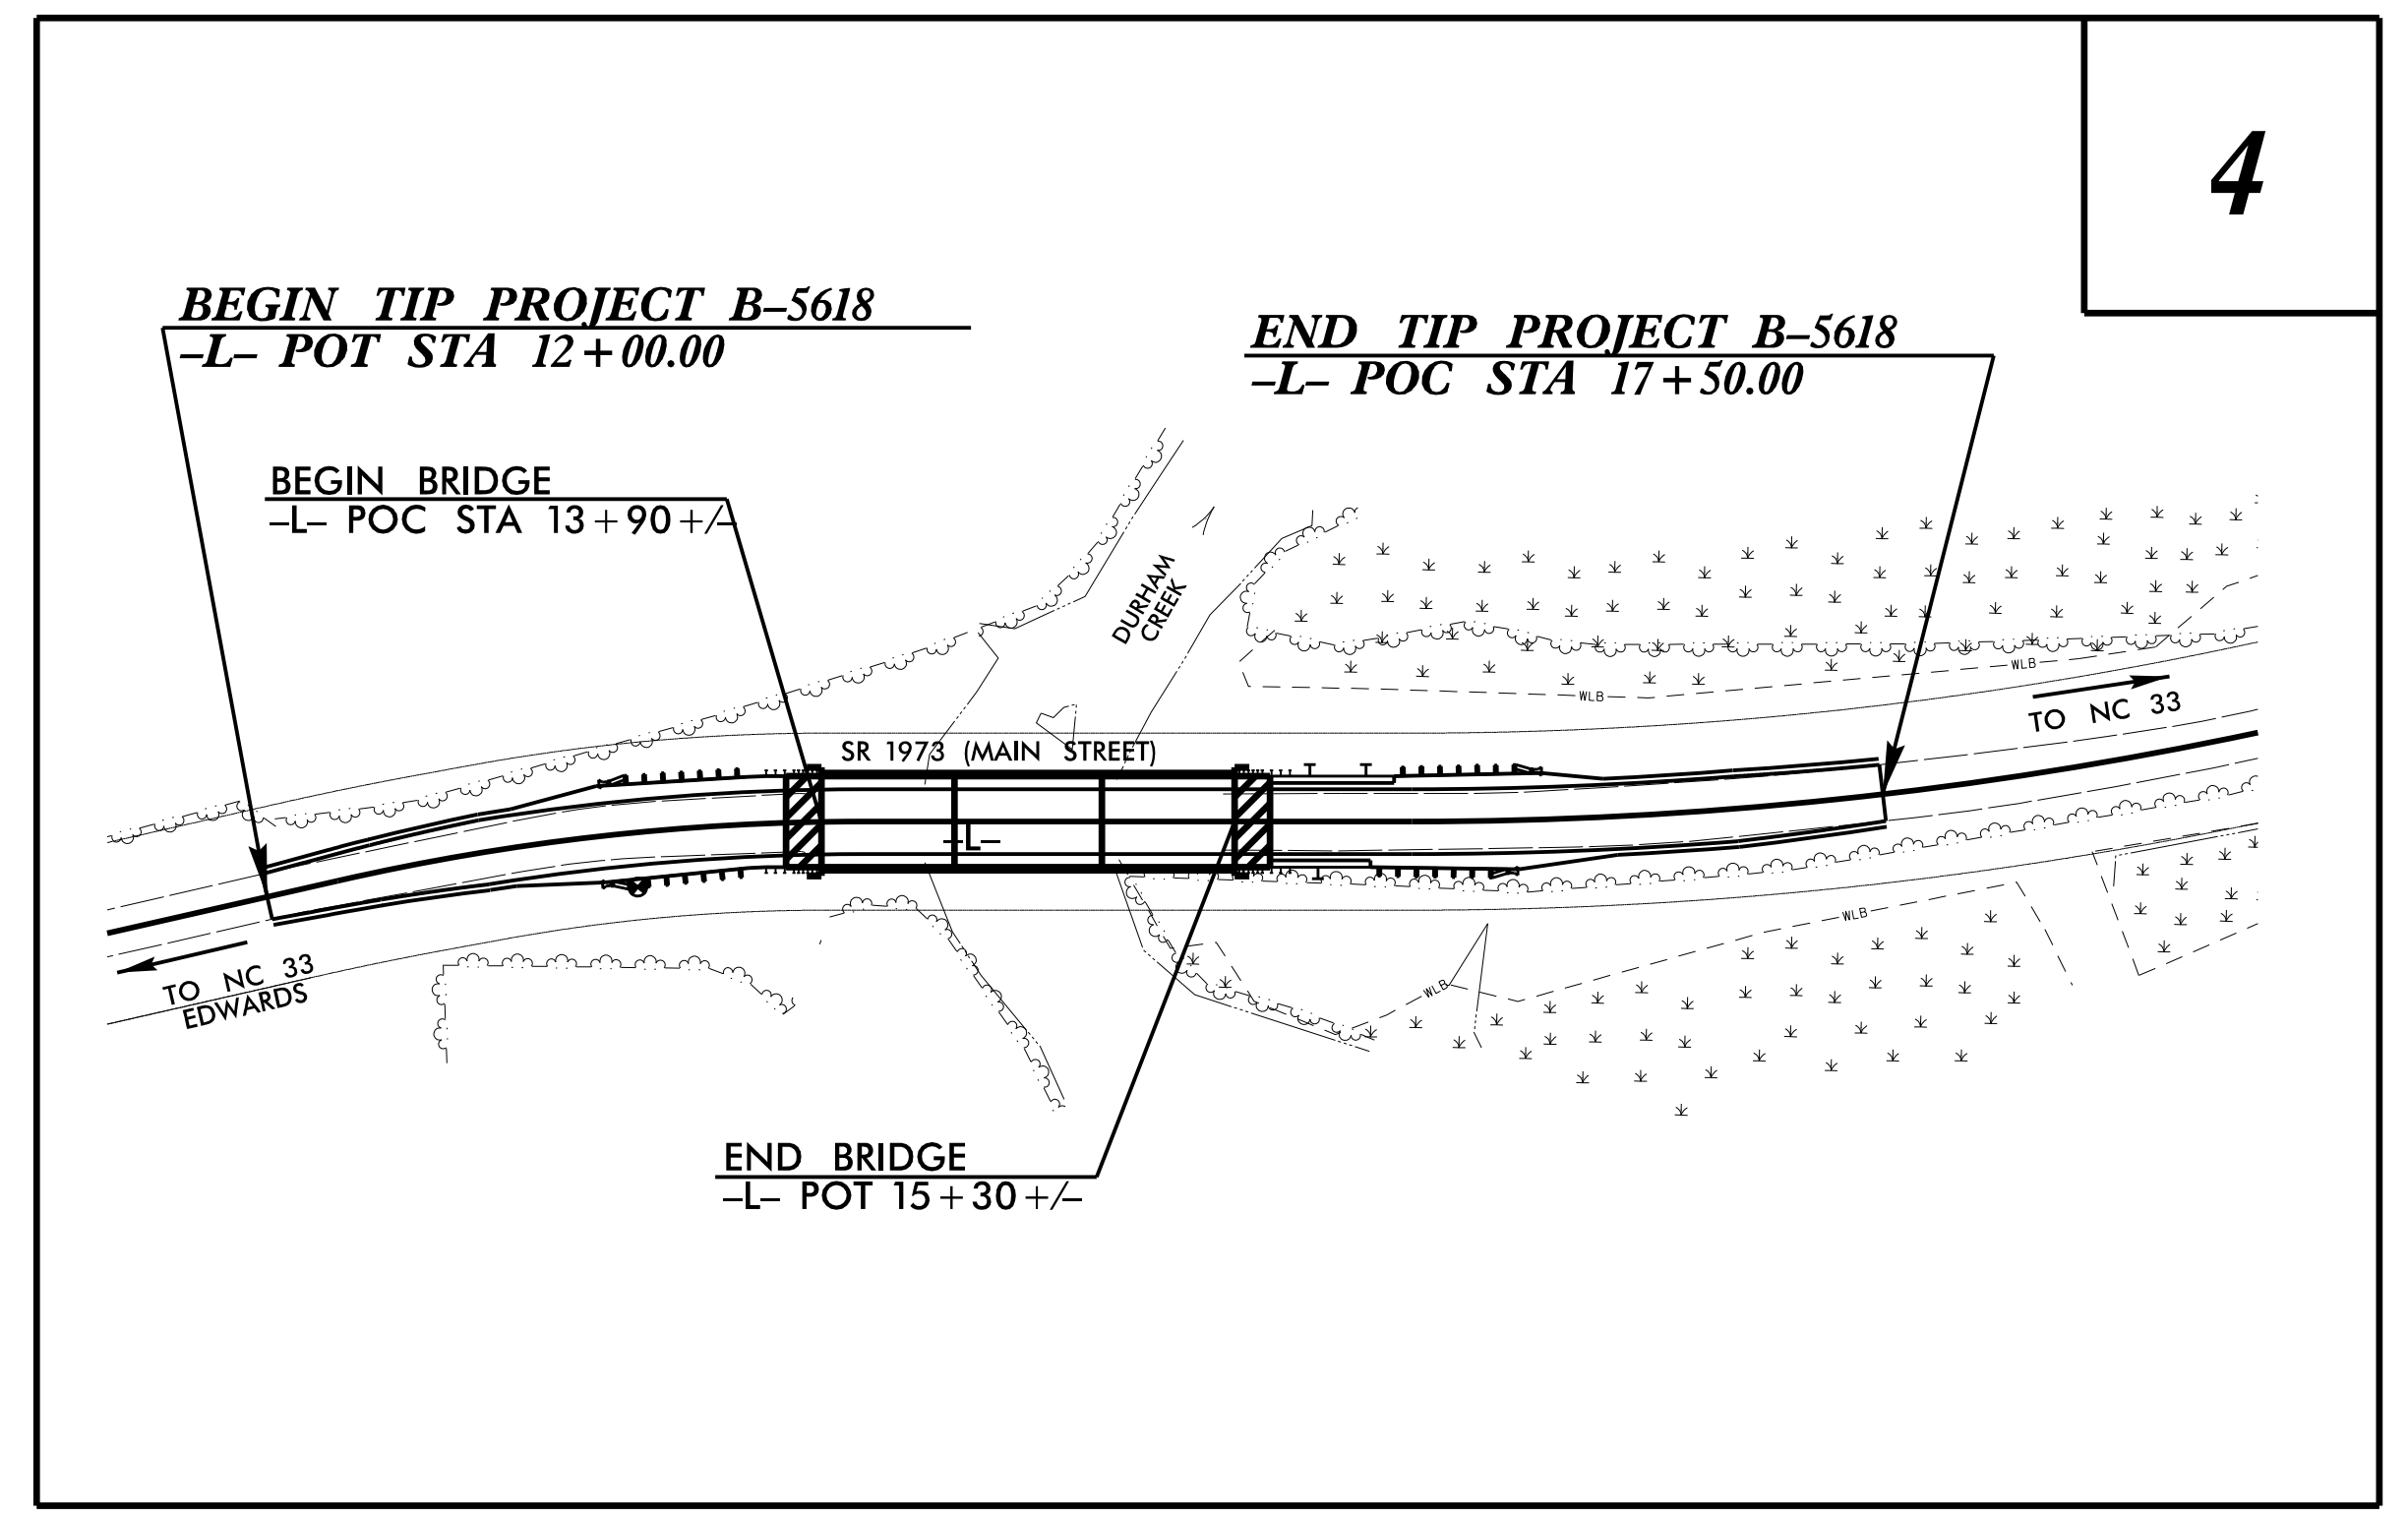 4
BEGIN TIP PROJECT B–5618
–L– POT STA 12+00.00
END TIP PROJECT B–5618
–L– POC STA 17+50.00
BEGIN BRIDGE
–L– POC STA 13+90+/–
DURHAM
CREEK
WLB
WLB
TO NC 33
SR 1973 (MAIN STREET)
–L–
WLB
WLB
TO NC 33
EDWARDS
END BRIDGE
–L– POT 15+30+/–